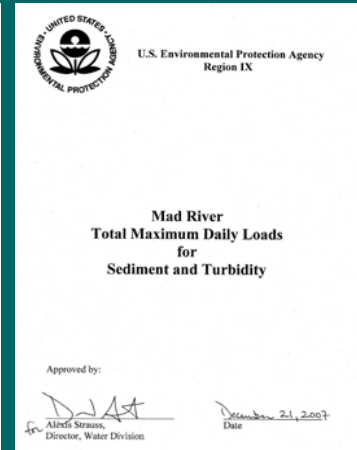 UNITED STATES
ENVIRONMENTAL PROTECTION AGENCY
U.S. Environmental Protection Agency
Region IX
Mad River
Total Maximum Daily Loads
for
Sediment and Turbidity
Approved by:
December 21, 2007
for Alexis Strauss,
Date
Director, Water Division